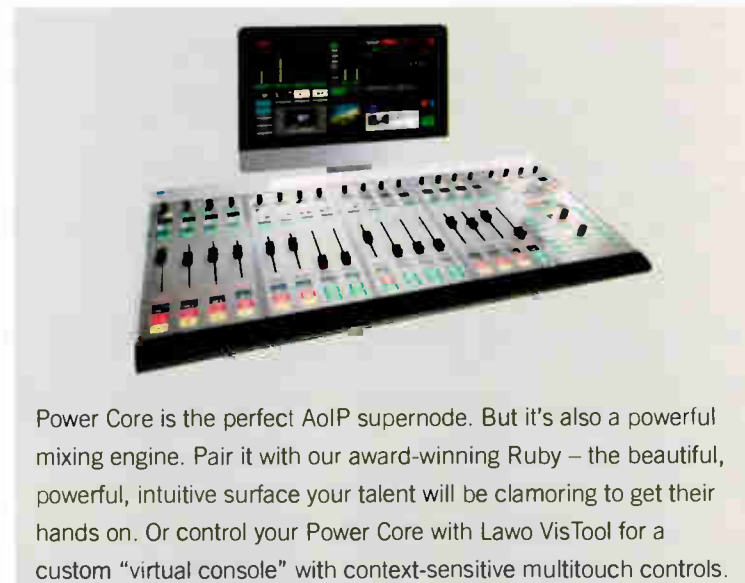 Power Core is the perfect AoIP supernode. But it's also a powerful
mixing engine. Pair it with our award-winning Ruby – the beautiful,
powerful, intuitive surface your talent will be clamoring to get their
hands on. Or control your Power Core with Lawo VisTool for a
custom "virtual console" with context-sensitive multitouch controls.